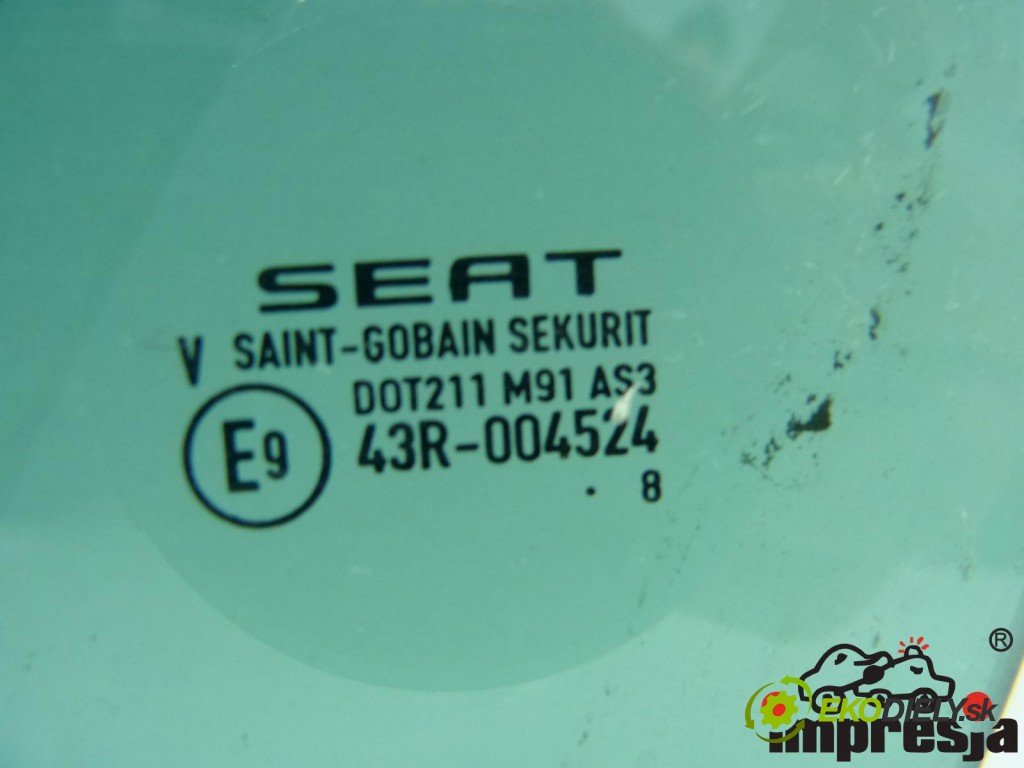 SEAT
V SAINT-GOBAIN SEKURIT
DOT211 M91 AS3
E9 43R-004524
. 8
®
EKODIELY.sk
impresja